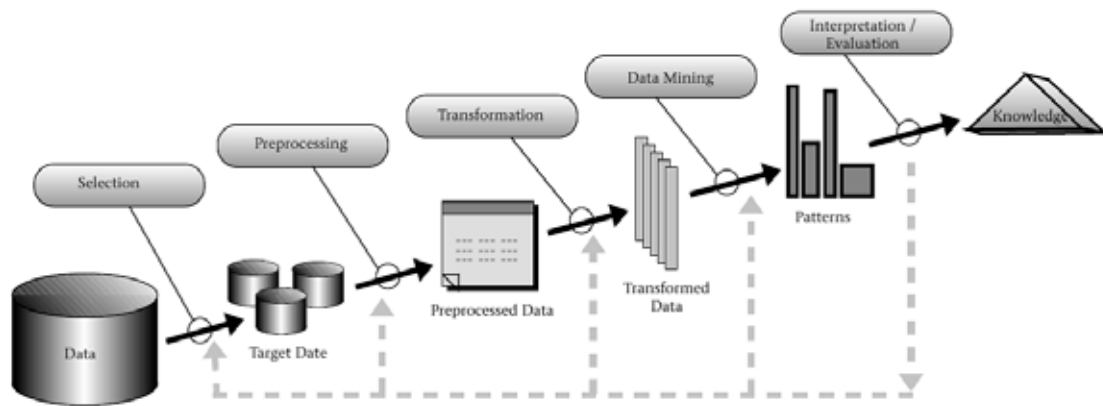 Interpretation /
Evaluation
Data Mining
Transformation
Preprocessing
Selection
Knowledge
Patterns
Transformed
Data
Preprocessed Data
Target Date
Data